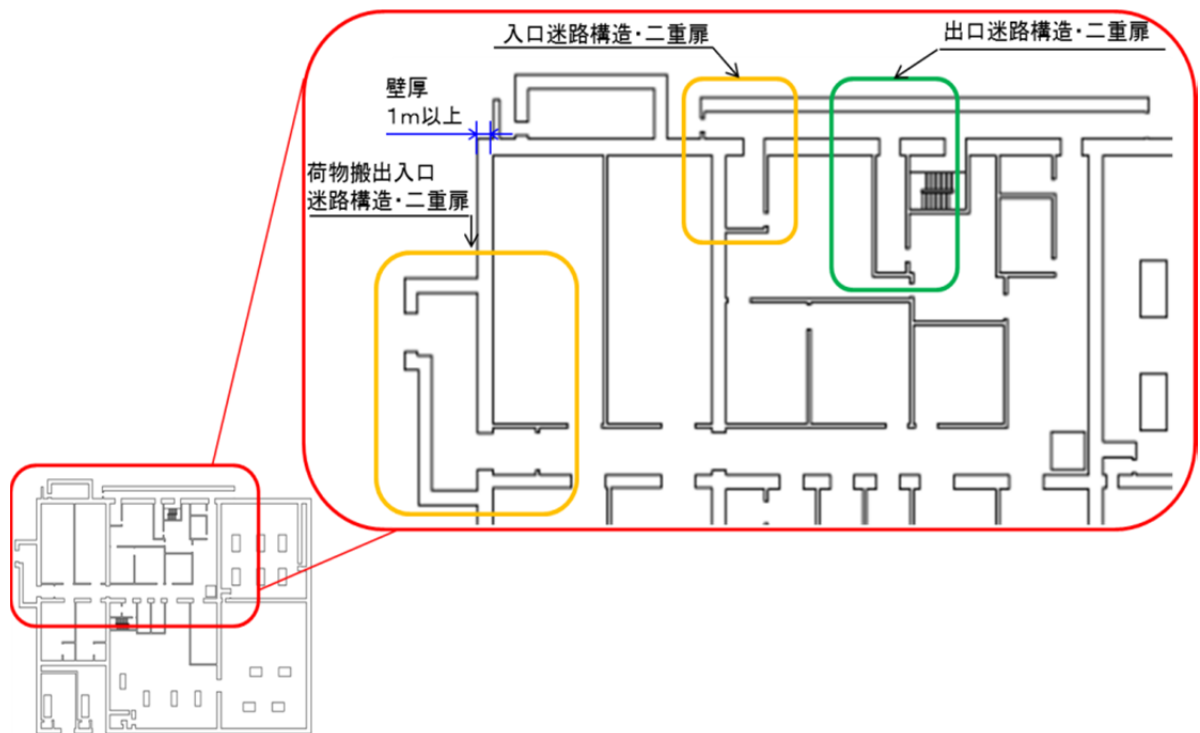 入口迷路構造・二重扉
出口迷路構造・二重扉
壁厚
1m以上
荷物搬出入口
迷路構造・二重扉